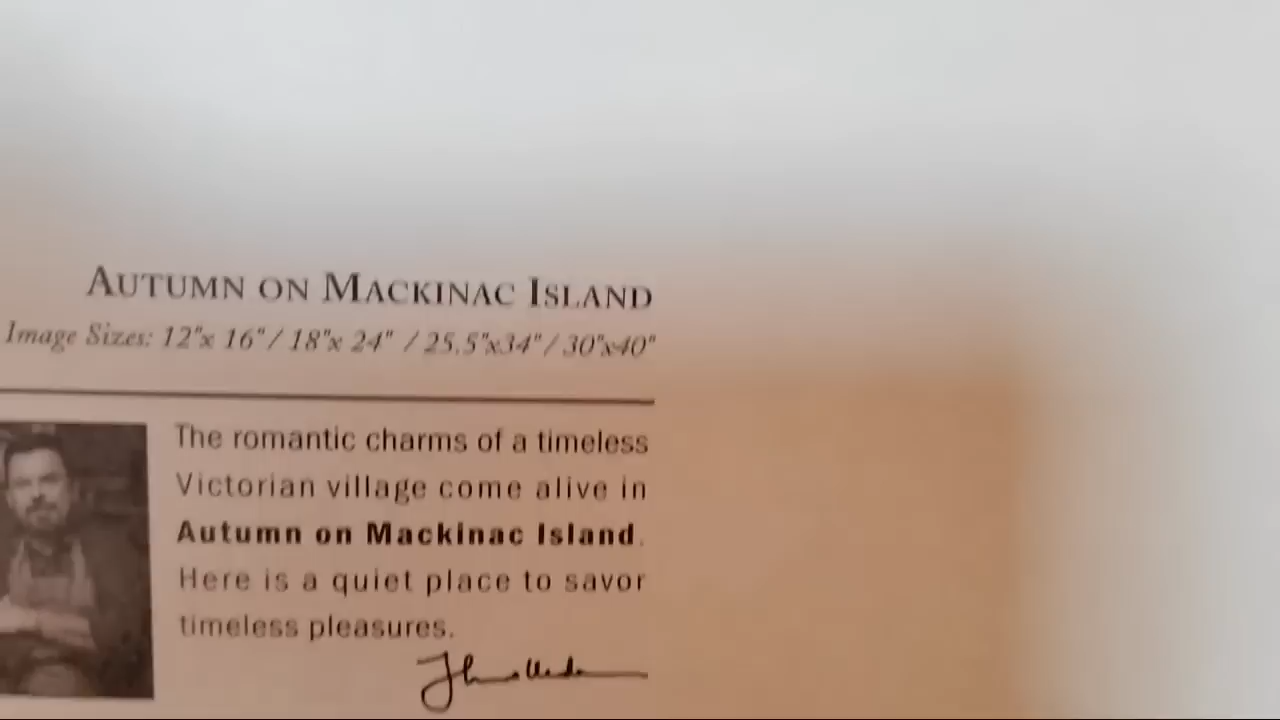 AUTUMN ON MACKINAC ISLAND
Image Sizes: 12"x 16"/ 18"x 24" / 25.5"x34"/ 30"x40"
The romantic charms of a timeless
Victorian village come alive in
Autumn on Mackinac Island.
Here is a quiet place to savor
timeless pleasures.